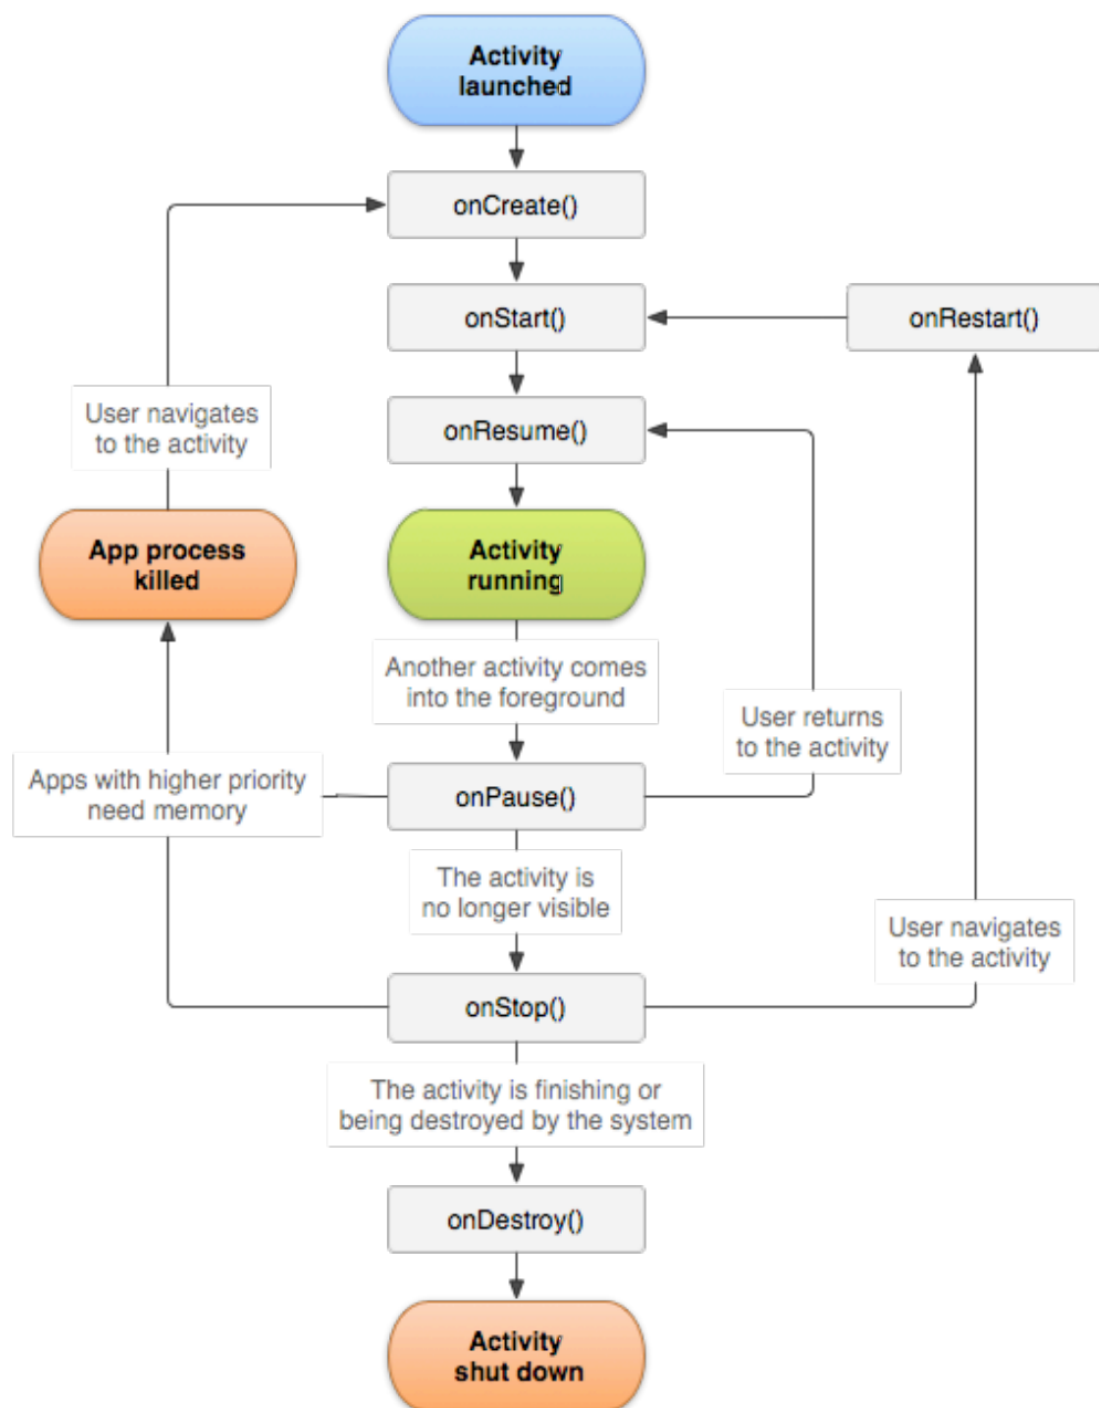 Activity
launched
onCreate()
onStart()
onRestart()
User navigates
to the activity
onResume()
App process
killed
Activity
running
Another activity comes
into the foreground
User returns
to the activity
Apps with higher priority
need memory
onPause()
The activity is
no longer visible
User navigates
to the activity
onStop()
The activity is finishing or
being destroyed by the system
onDestroy()
Activity
shut down